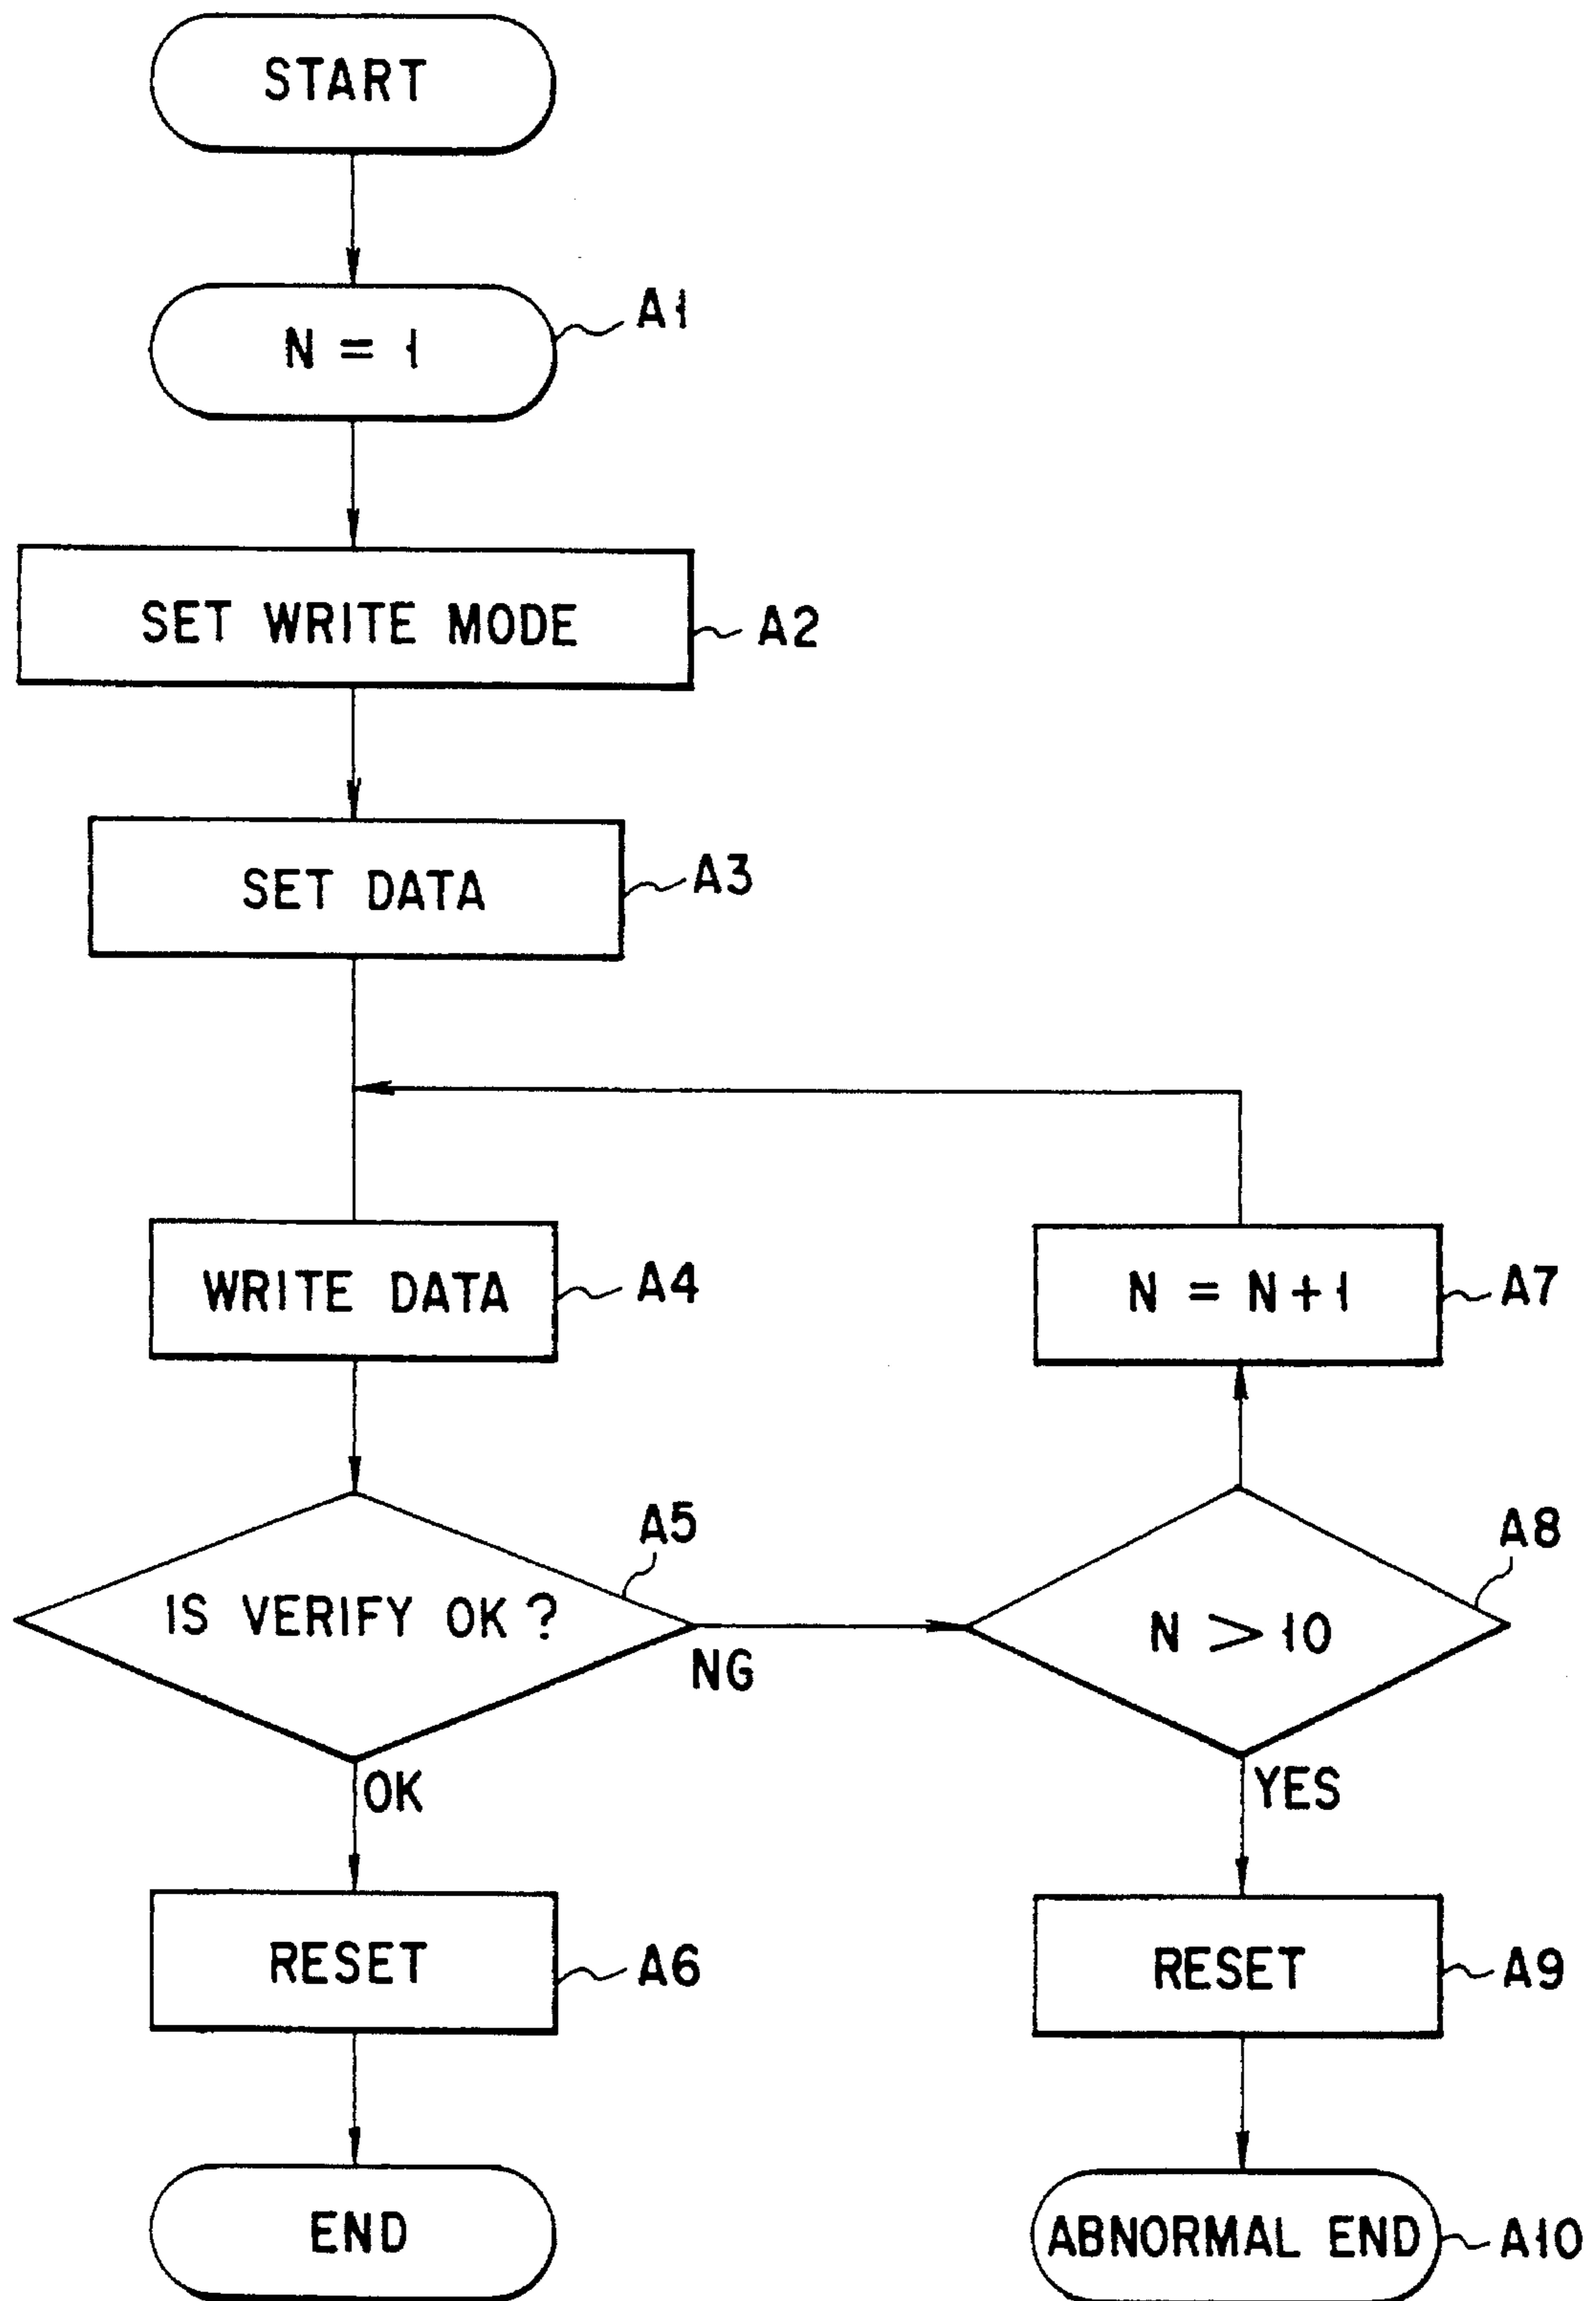 START
N = 1
A1
SET WRITE MODE
A2
SET DATA
A3
WRITE DATA
A4
N = N+1
A7
IS VERIFY OK ?
A5
NG
N > 10
A8
OK
YES
RESET
A6
RESET
A9
END
ABNORMAL END
A10